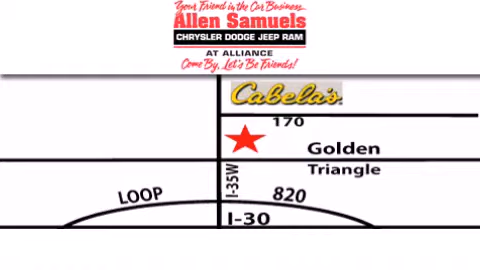 Your Friend in the Car Business...
Allen Samuels
CHRYSLER DODGE JEEP RAM
AT ALLIANCE
Come By, Let's Be Friends!
Cabela's
170
Golden
Triangle
I-35W
LOOP 820
I-30